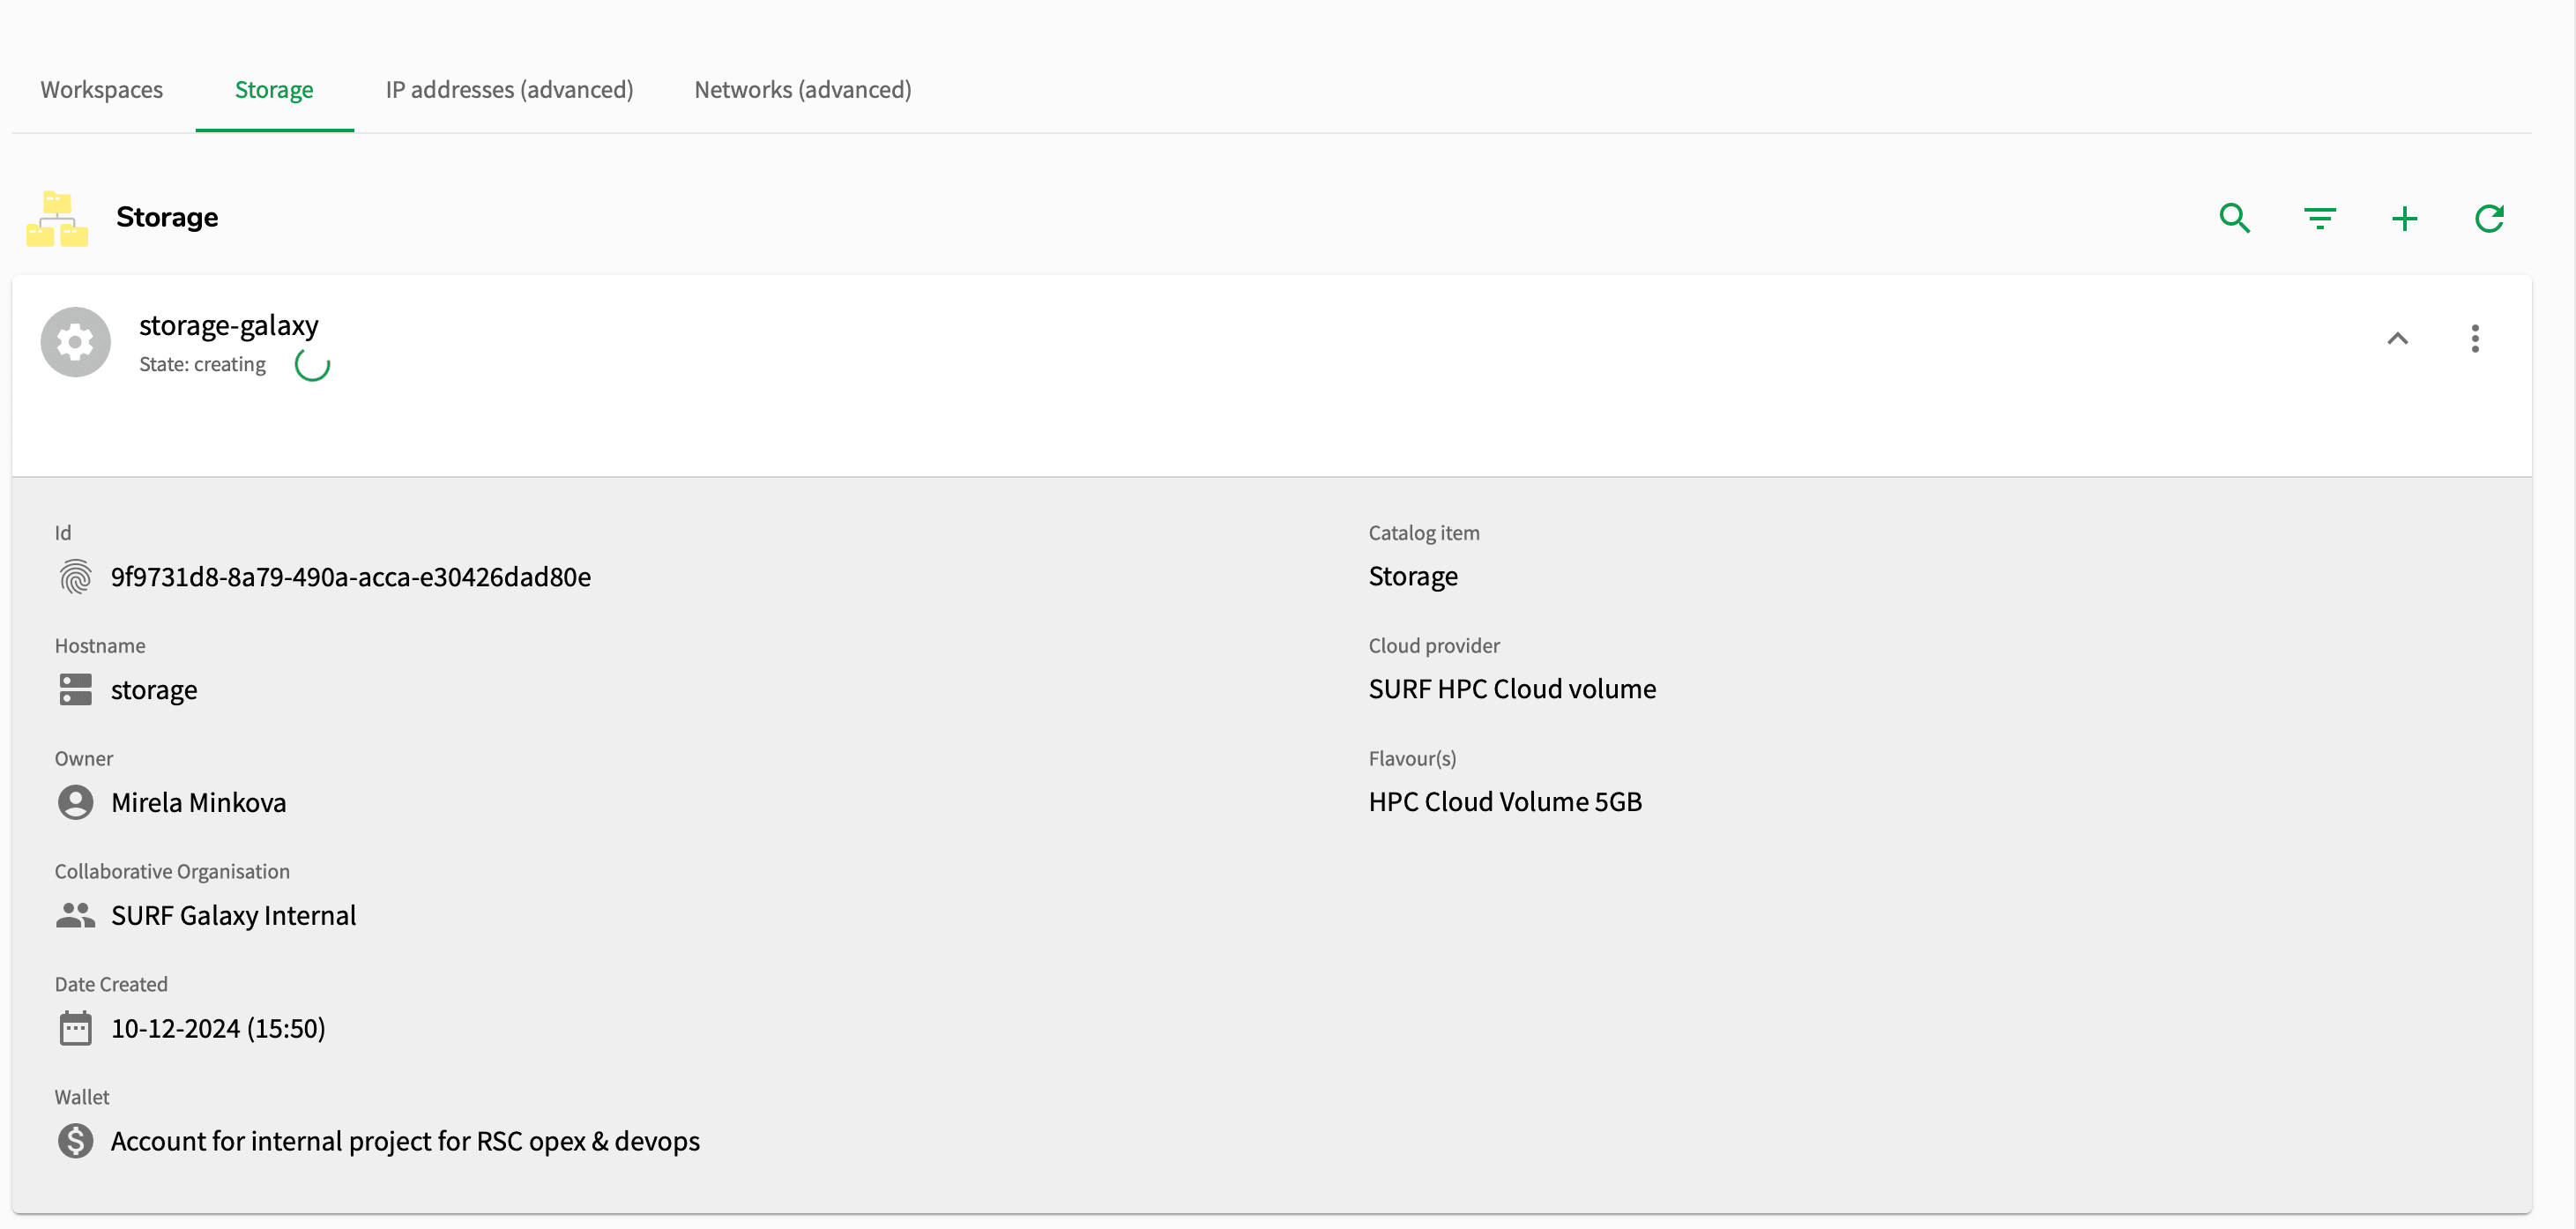 Workspaces
Storage
IP addresses (advanced)
Networks (advanced)
Storage
storage-galaxy
State: creating
Id
9f9731d8-8a79-490a-acca-e30426dad80e
Hostname
storage
Owner
Mirela Minkova
Collaborative Organisation
SURF Galaxy Internal
Date Created
10-12-2024 (15:50)
Wallet
Account for internal project for RSC opex & devops
Catalog item
Storage
Cloud provider
SURF HPC Cloud volume
Flavour(s)
HPC Cloud Volume 5GB